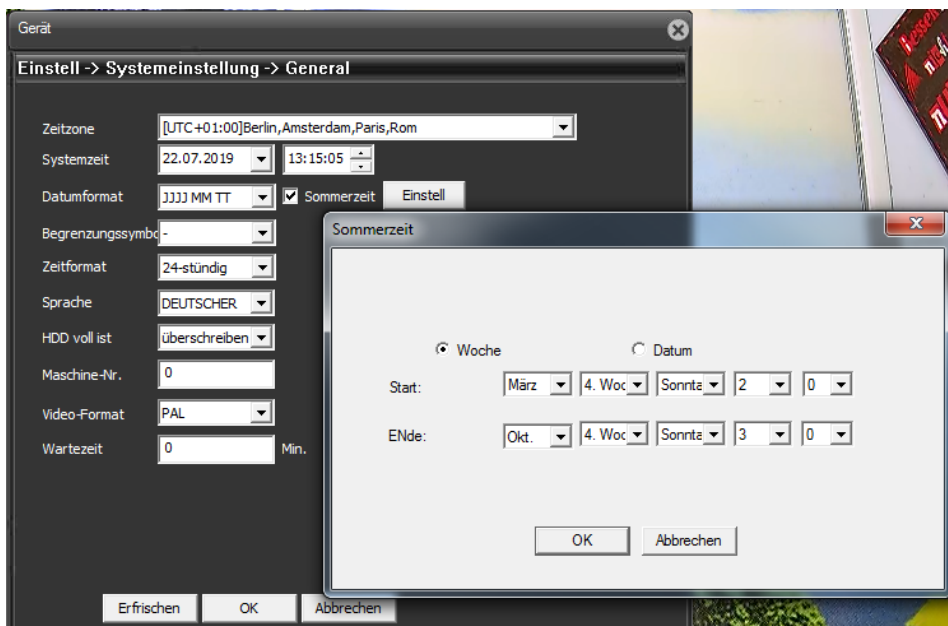 Gerät
Einstell -> Systemeinstellung -> General
Zeitzone [UTC+01:00]Berlin,Amsterdam,Paris,Rom
Systemzeit 22.07.2019 13:15:05
Datumformat JJJJ MM TT Sommerzeit Einstell
Begrenzungssymbo -
Zeitformat 24-stündig
Sprache DEUTSCHER
HDD voll ist überschreiben
Maschine-Nr. 0
Video-Format PAL
Wartezeit 0 Min.
Erfrischen OK Abbrechen
Sommerzeit
Woche Datum
Start: März 4. Woc Sonnta 2 0
ENde: Okt. 4. Woc Sonnta 3 0
OK Abbrechen